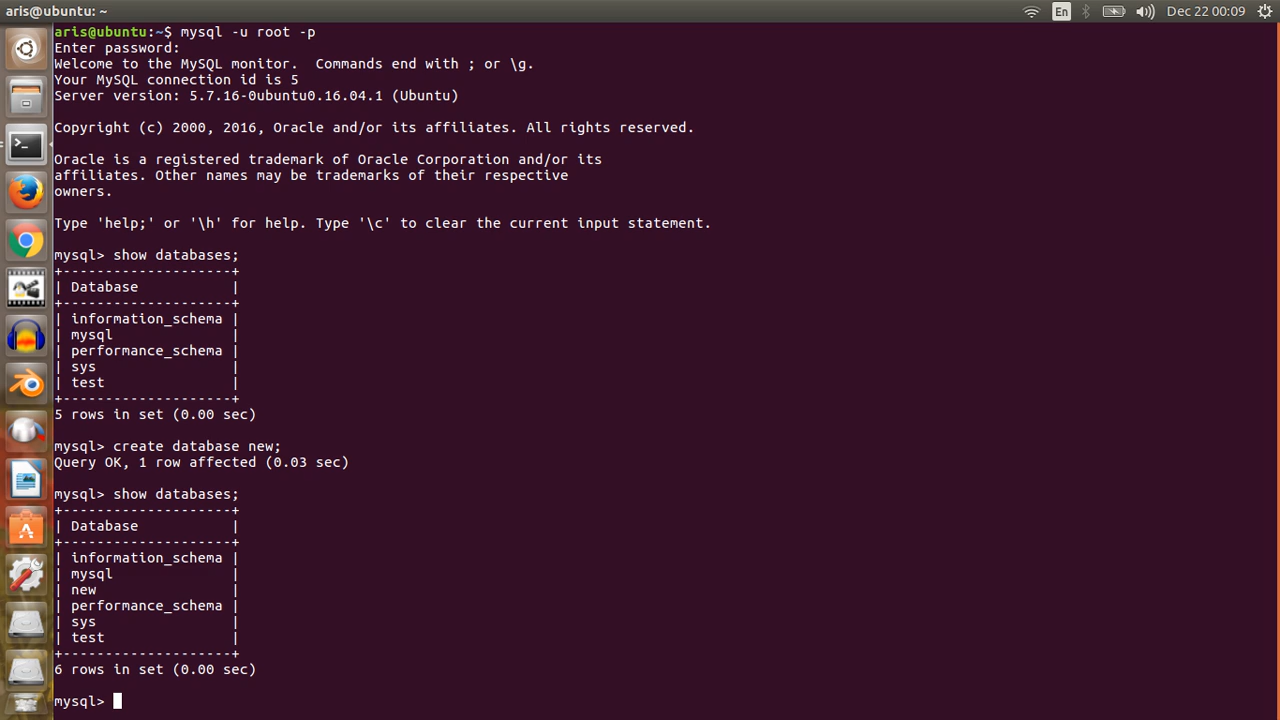 aris@ubuntu: ~
En
Dec 22 00:09
aris@ubuntu:~$ mysql -u root -p
Enter password:
Welcome to the MySQL monitor.  Commands end with ; or \g.
Your MySQL connection id is 5
Server version: 5.7.16-0ubuntu0.16.04.1 (Ubuntu)
Copyright (c) 2000, 2016, Oracle and/or its affiliates. All rights reserved.
Oracle is a registered trademark of Oracle Corporation and/or its
affiliates. Other names may be trademarks of their respective
owners.
Type 'help;' or '\h' for help. Type '\c' to clear the current input statement.
mysql> show databases;
+--------------------+
| Database           |
+--------------------+
| information_schema |
| mysql              |
| performance_schema |
| sys                |
| test               |
+--------------------+
5 rows in set (0.00 sec)
mysql> create database new;
Query OK, 1 row affected (0.03 sec)
mysql> show databases;
+--------------------+
| Database           |
+--------------------+
| information_schema |
| mysql              |
| new                |
| performance_schema |
| sys                |
| test               |
+--------------------+
6 rows in set (0.00 sec)
mysql>